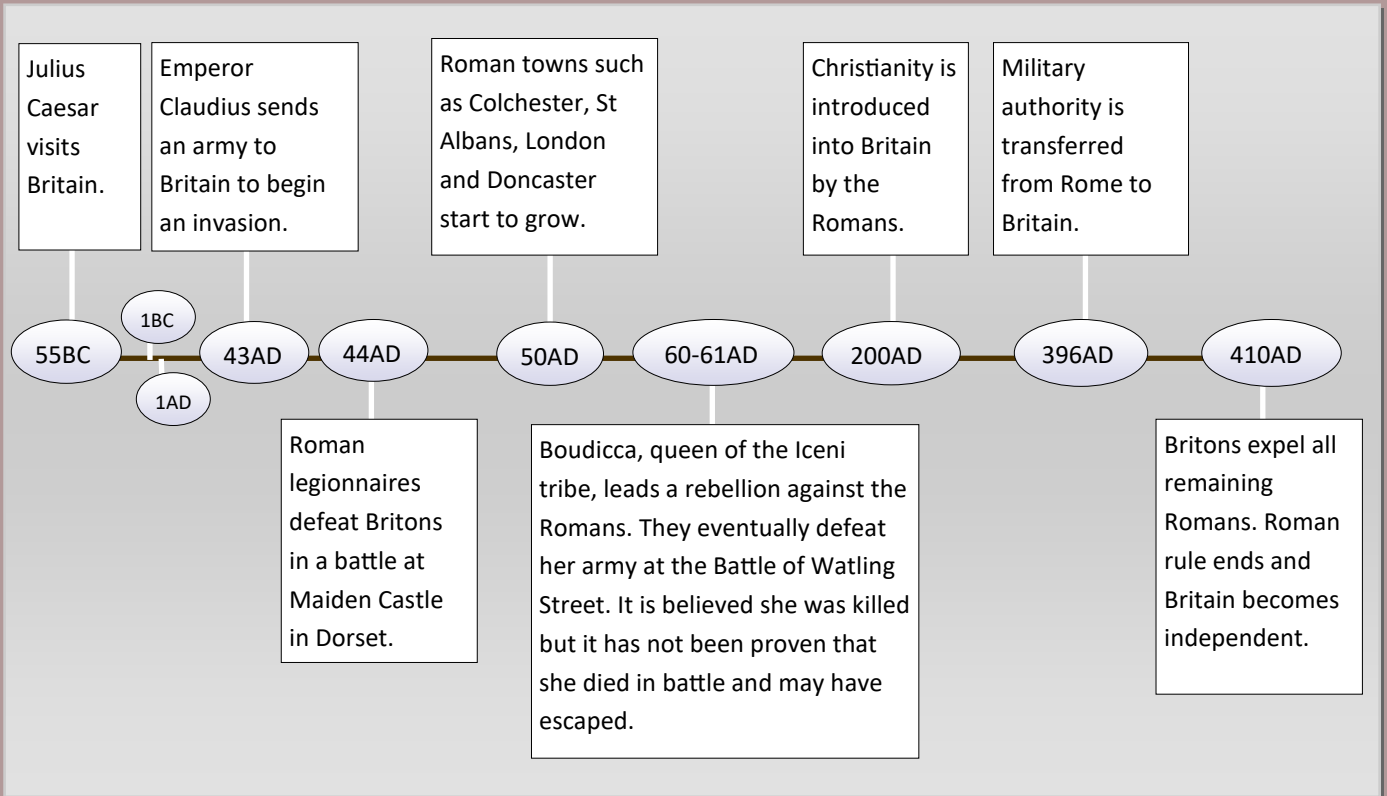 Julius
Caesar
visits
Britain.
Emperor
Claudius sends
an army to
Britain to begin
an invasion.
Roman towns such
as Colchester, St
Albans, London
and Doncaster
start to grow.
Christianity is
introduced
into Britain
by the
Romans.
Military
authority is
transferred
from Rome to
Britain.
55BC
1BC
1AD
43AD
44AD
50AD
60-61AD
200AD
396AD
410AD
Roman
legionnaires
defeat Britons
in a battle at
Maiden Castle
in Dorset.
Boudicca, queen of the Iceni
tribe, leads a rebellion against the
Romans. They eventually defeat
her army at the Battle of Watling
Street. It is believed she was killed
but it has not been proven that
she died in battle and may have
escaped.
Britons expel all
remaining
Romans. Roman
rule ends and
Britain becomes
independent.